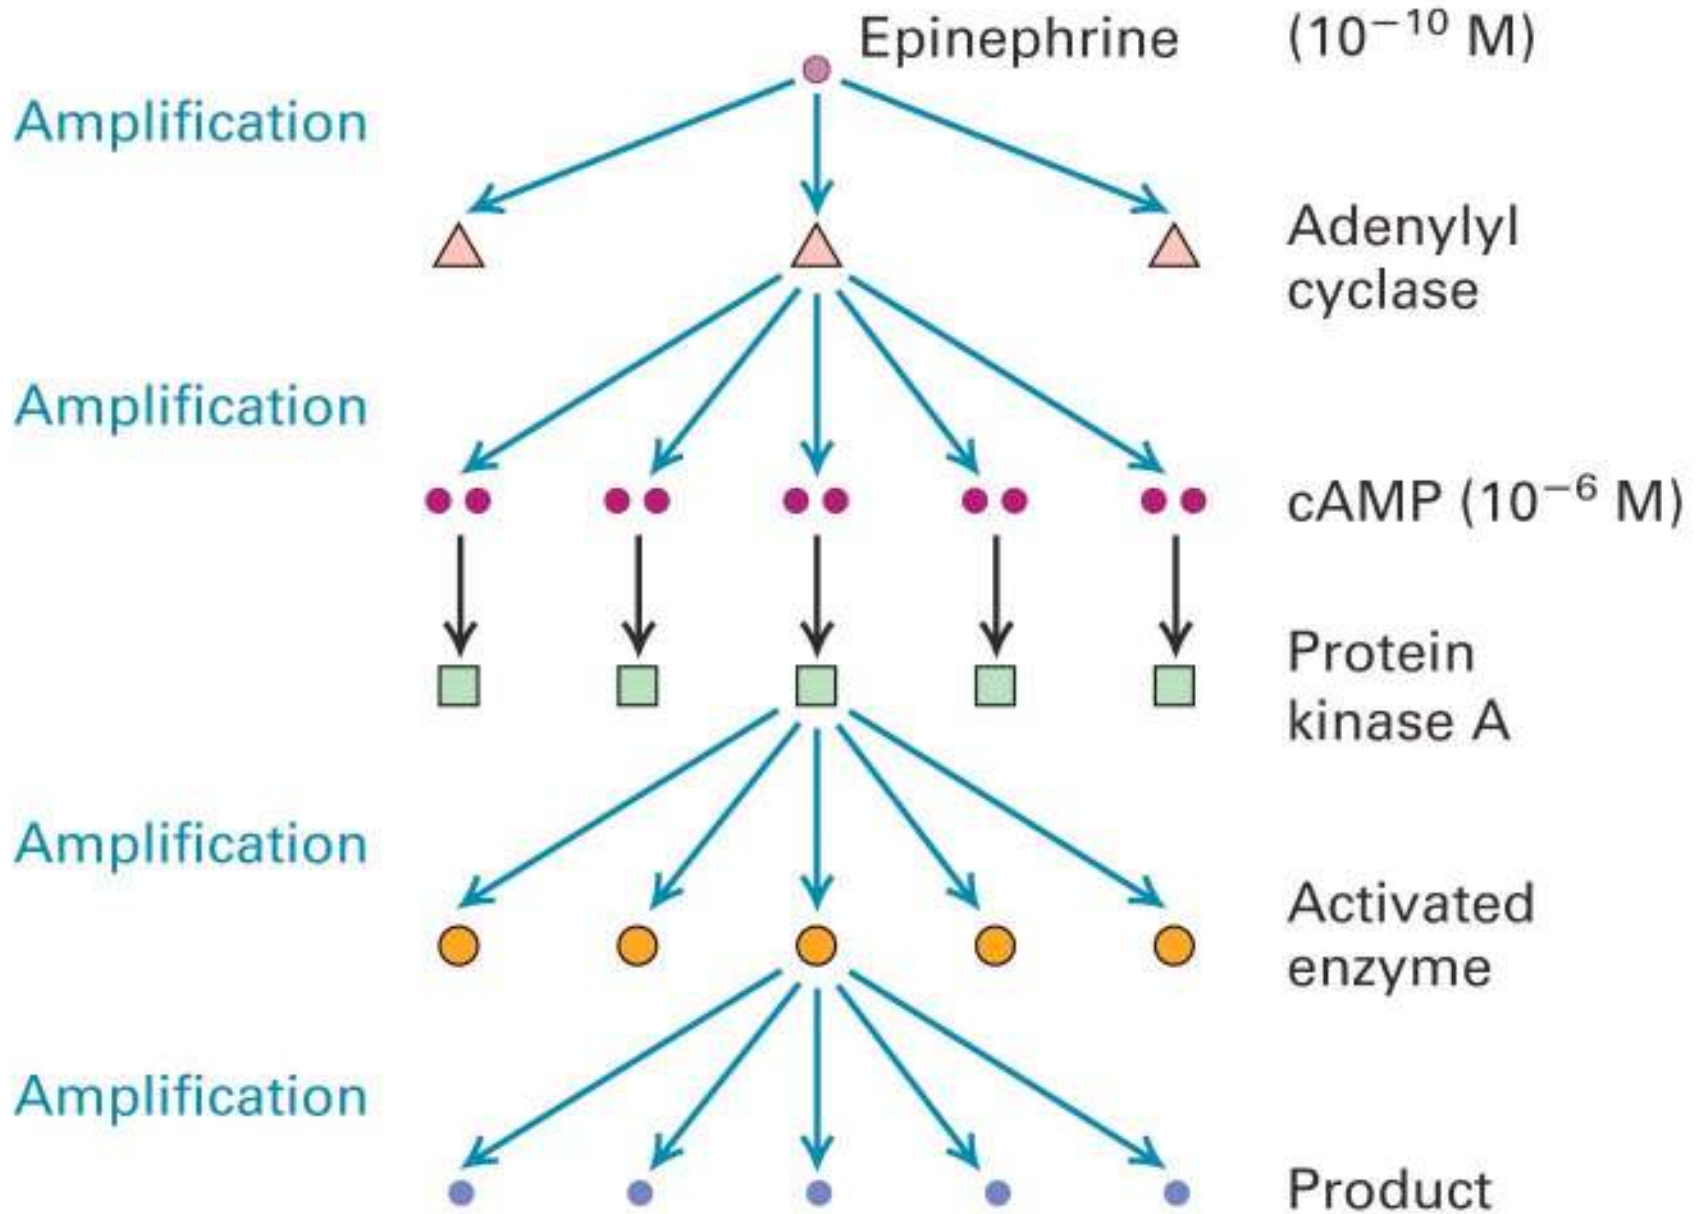 Epinephrine (10⁻¹⁰ M)
Amplification
Adenylyl
cyclase
Amplification
cAMP (10⁻⁶ M)
Protein
kinase A
Amplification
Activated
enzyme
Amplification
Product